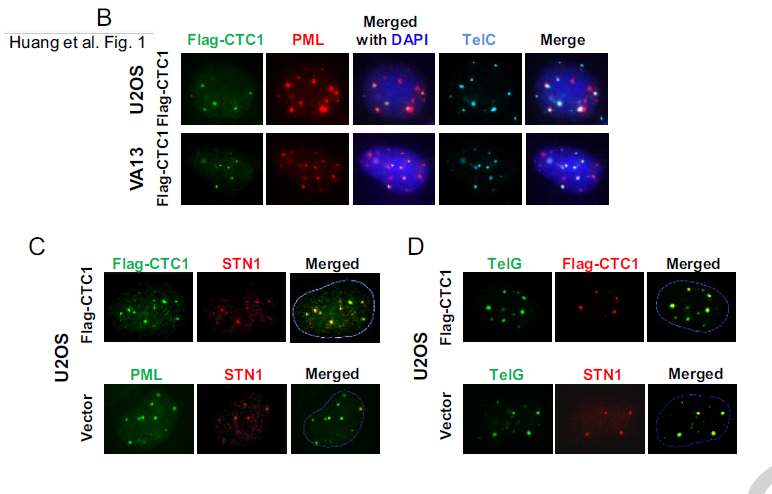 B
Huang et al. Fig. 1
Flag-CTC1 PML Merged with DAPI TelC Merge
U2OS Flag-CTC1
VA13 Flag-CTC1
C
Flag-CTC1 STN1 Merged
U2OS
Flag-CTC1
PML STN1 Merged
Vector
D
TelG Flag-CTC1 Merged
U2OS
Flag-CTC1
TelG STN1 Merged
Vector